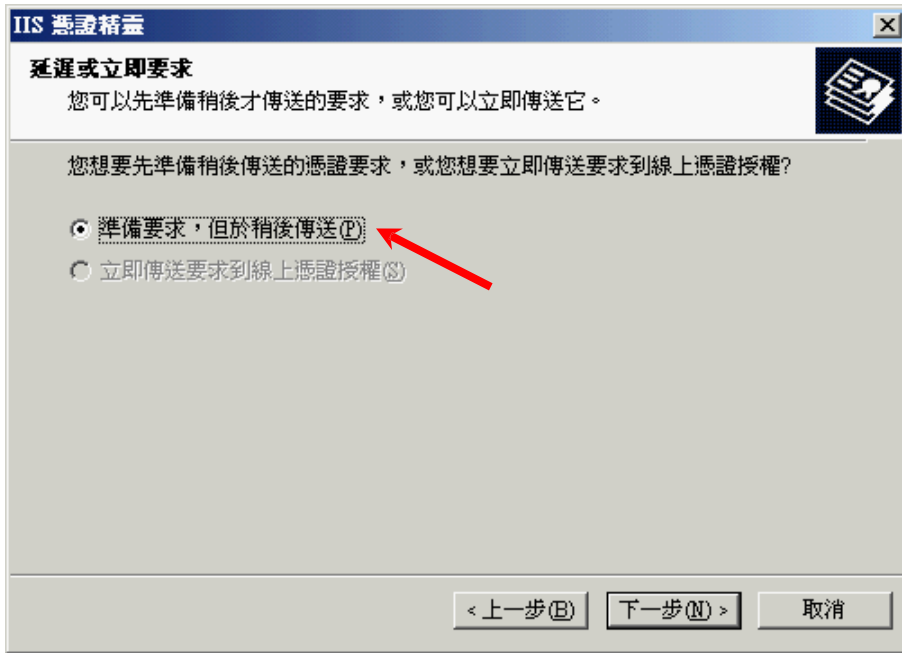 IIS 憑證精靈
延遲或立即要求
您可以先準備稍後才傳送的要求，或您可以立即傳送它。
您想要先準備稍後傳送的憑證要求，或您想要立即傳送要求到線上憑證授權?
準備要求，但於稍後傳送(P)
立即傳送要求到線上憑證授權(S)
< 上一步(B) 下一步(N) > 取消